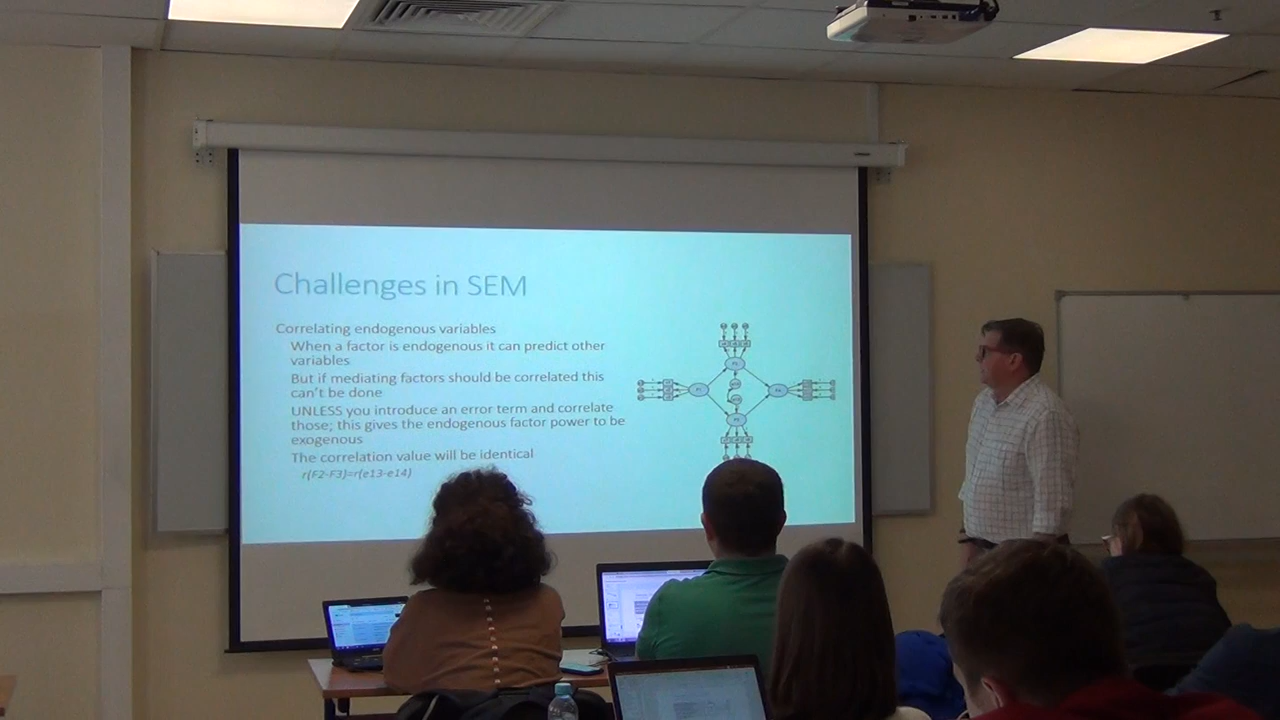 Challenges in SEM
Correlating endogenous variables
When a factor is endogenous it can predict other
variables
But if mediating factors should be correlated this
can't be done
UNLESS you introduce an error term and correlate
those; this gives the endogenous factor power to be
exogenous
The correlation value will be identical
r(F2-F3)=r(e13-e14)